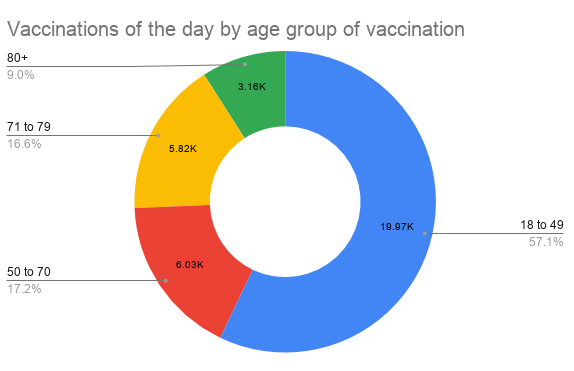 Vaccinations of the day by age group of vaccination
80+
9.0%
3.16K
71 to 79
16.6%
5.82K
18 to 49
57.1%
19.97K
50 to 70
17.2%
6.03K